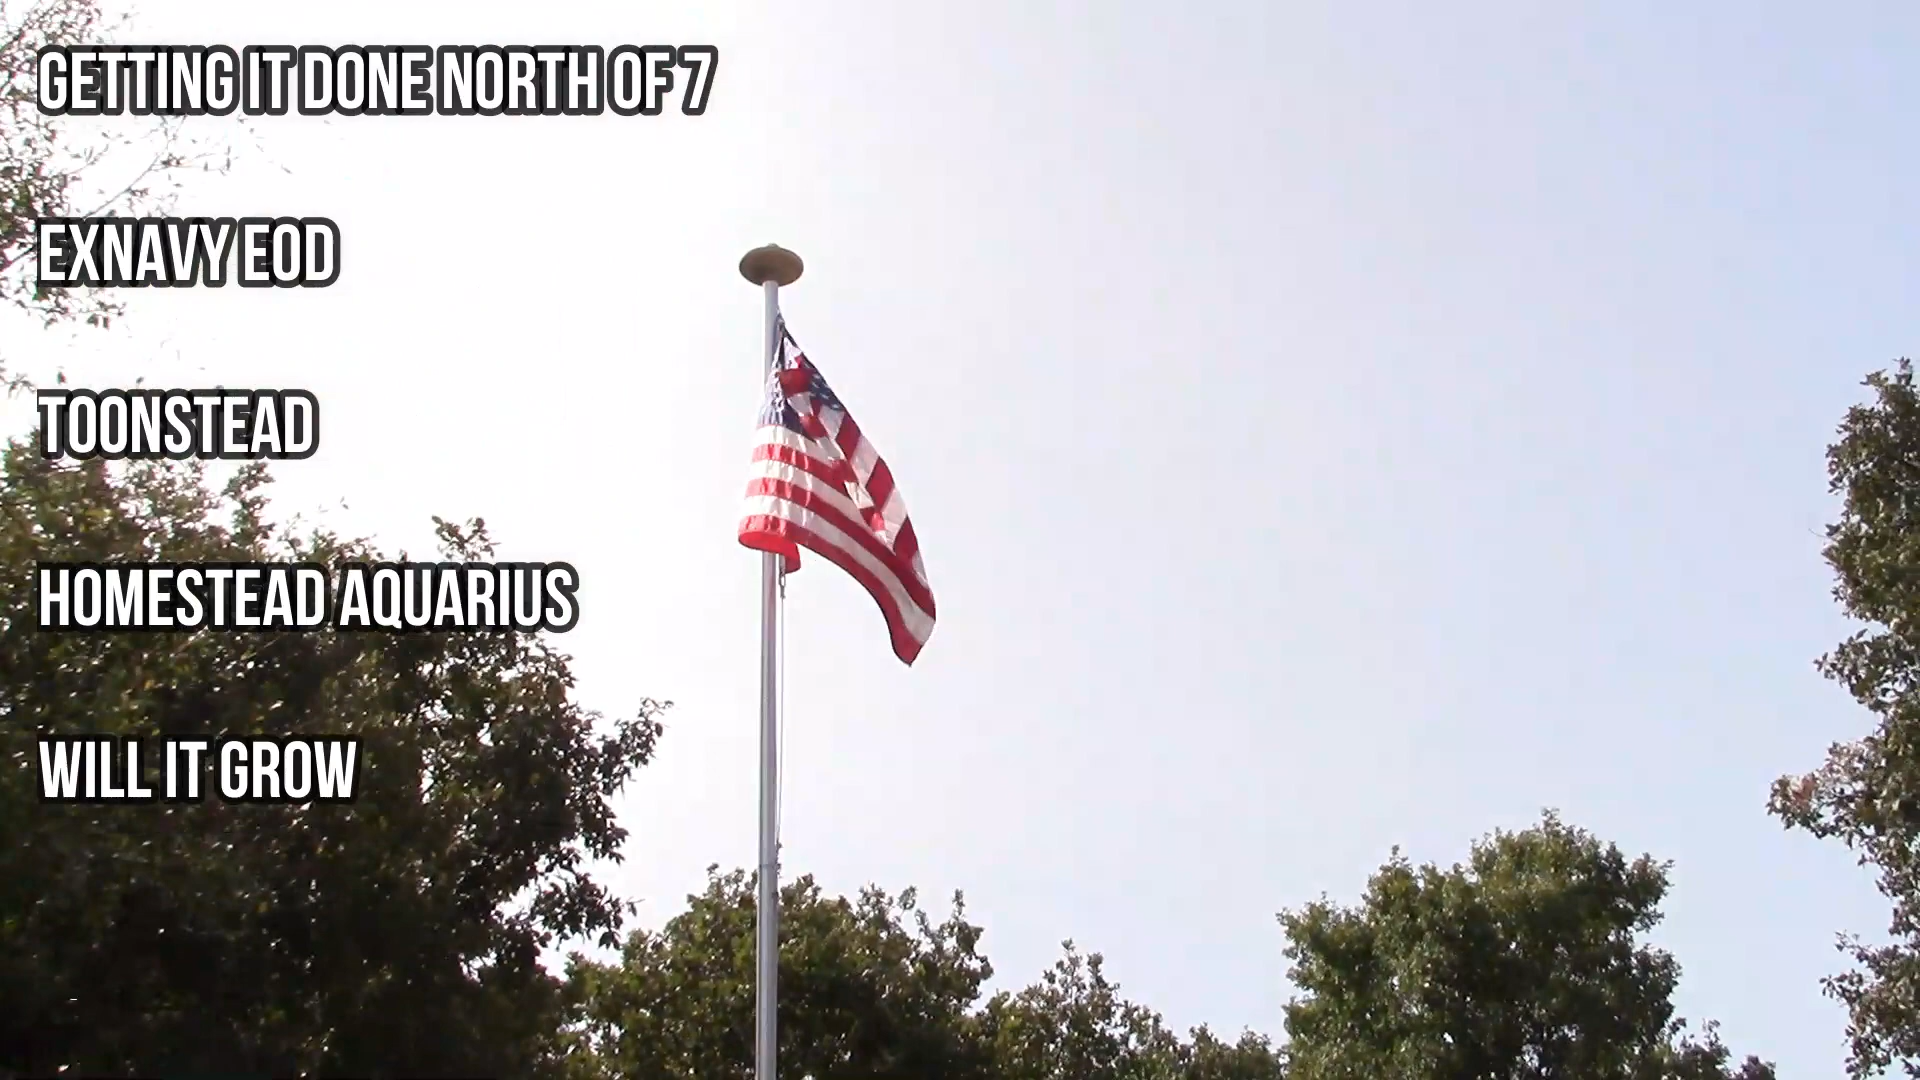 GETTING IT DONE NORTH OF 7
EXNAVY EOD
TOONSTEAD
HOMESTEAD AQUARIUS
WILL IT GROW